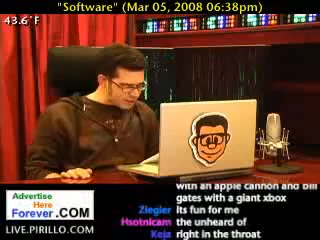 "Software" (Mar 05, 2008 06:38pm)
43.6°F
with an apple cannon and bill
gates with a giant xbox
Ziegier its fun for me
Hsotnicam the unheard of
Keja right in the throat
Advertise
Here
Forever.COM
LIVE.PIRILLO.COM